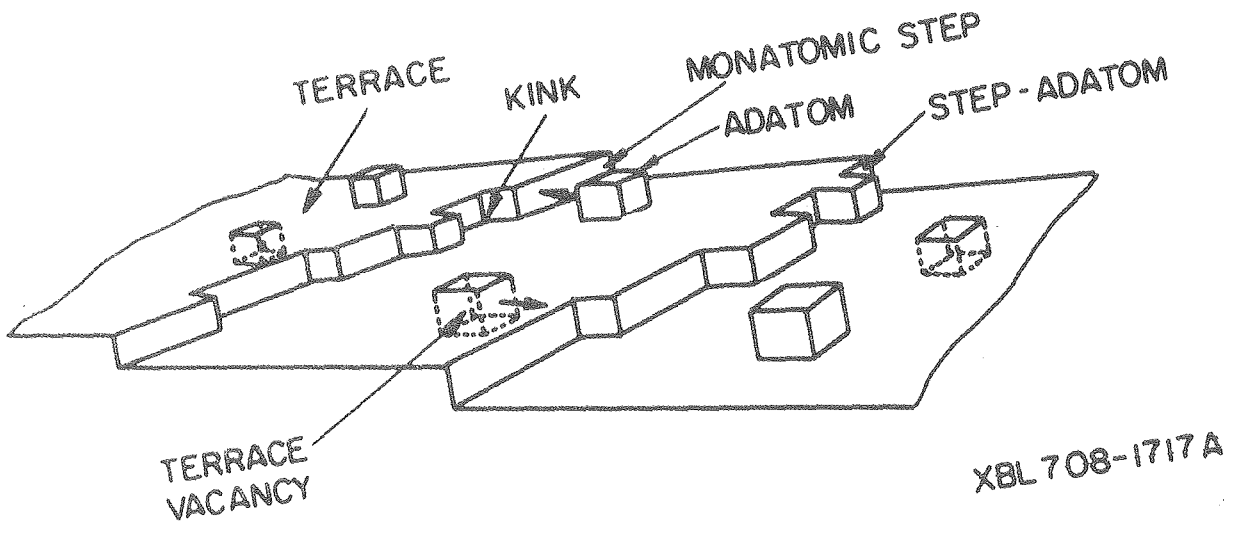 TERRACE
KINK
MONATOMIC STEP
ADATOM
STEP-ADATOM
TERRACE
VACANCY
XBL 708-1717A